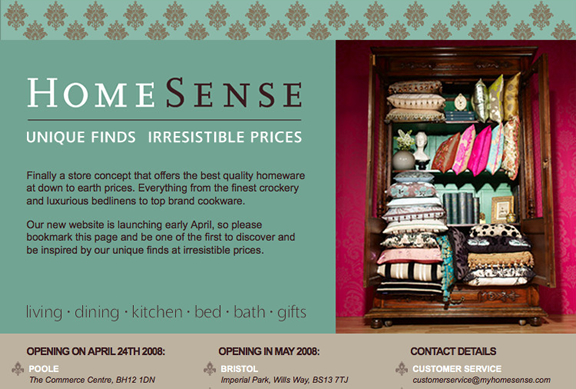 HOMESENSE
UNIQUE FINDS IRRESISTIBLE PRICES
Finally a store concept that offers the best quality homeware
at down to earth prices. Everything from the finest crockery
and luxurious bedlinens to top brand cookware.
Our new website is launching early April, so please
bookmark this page and be one of the first to discover and
be inspired by our unique finds at irresistible prices.
living · dining · kitchen · bed · bath · gifts
OPENING ON APRIL 24TH 2008:
POOLE
The Commerce Centre, BH12 1DN
OPENING IN MAY 2008:
BRISTOL
Imperial Park, Wills Way, BS13 7TJ
CONTACT DETAILS
CUSTOMER SERVICE
customerservice@myhomesense.com